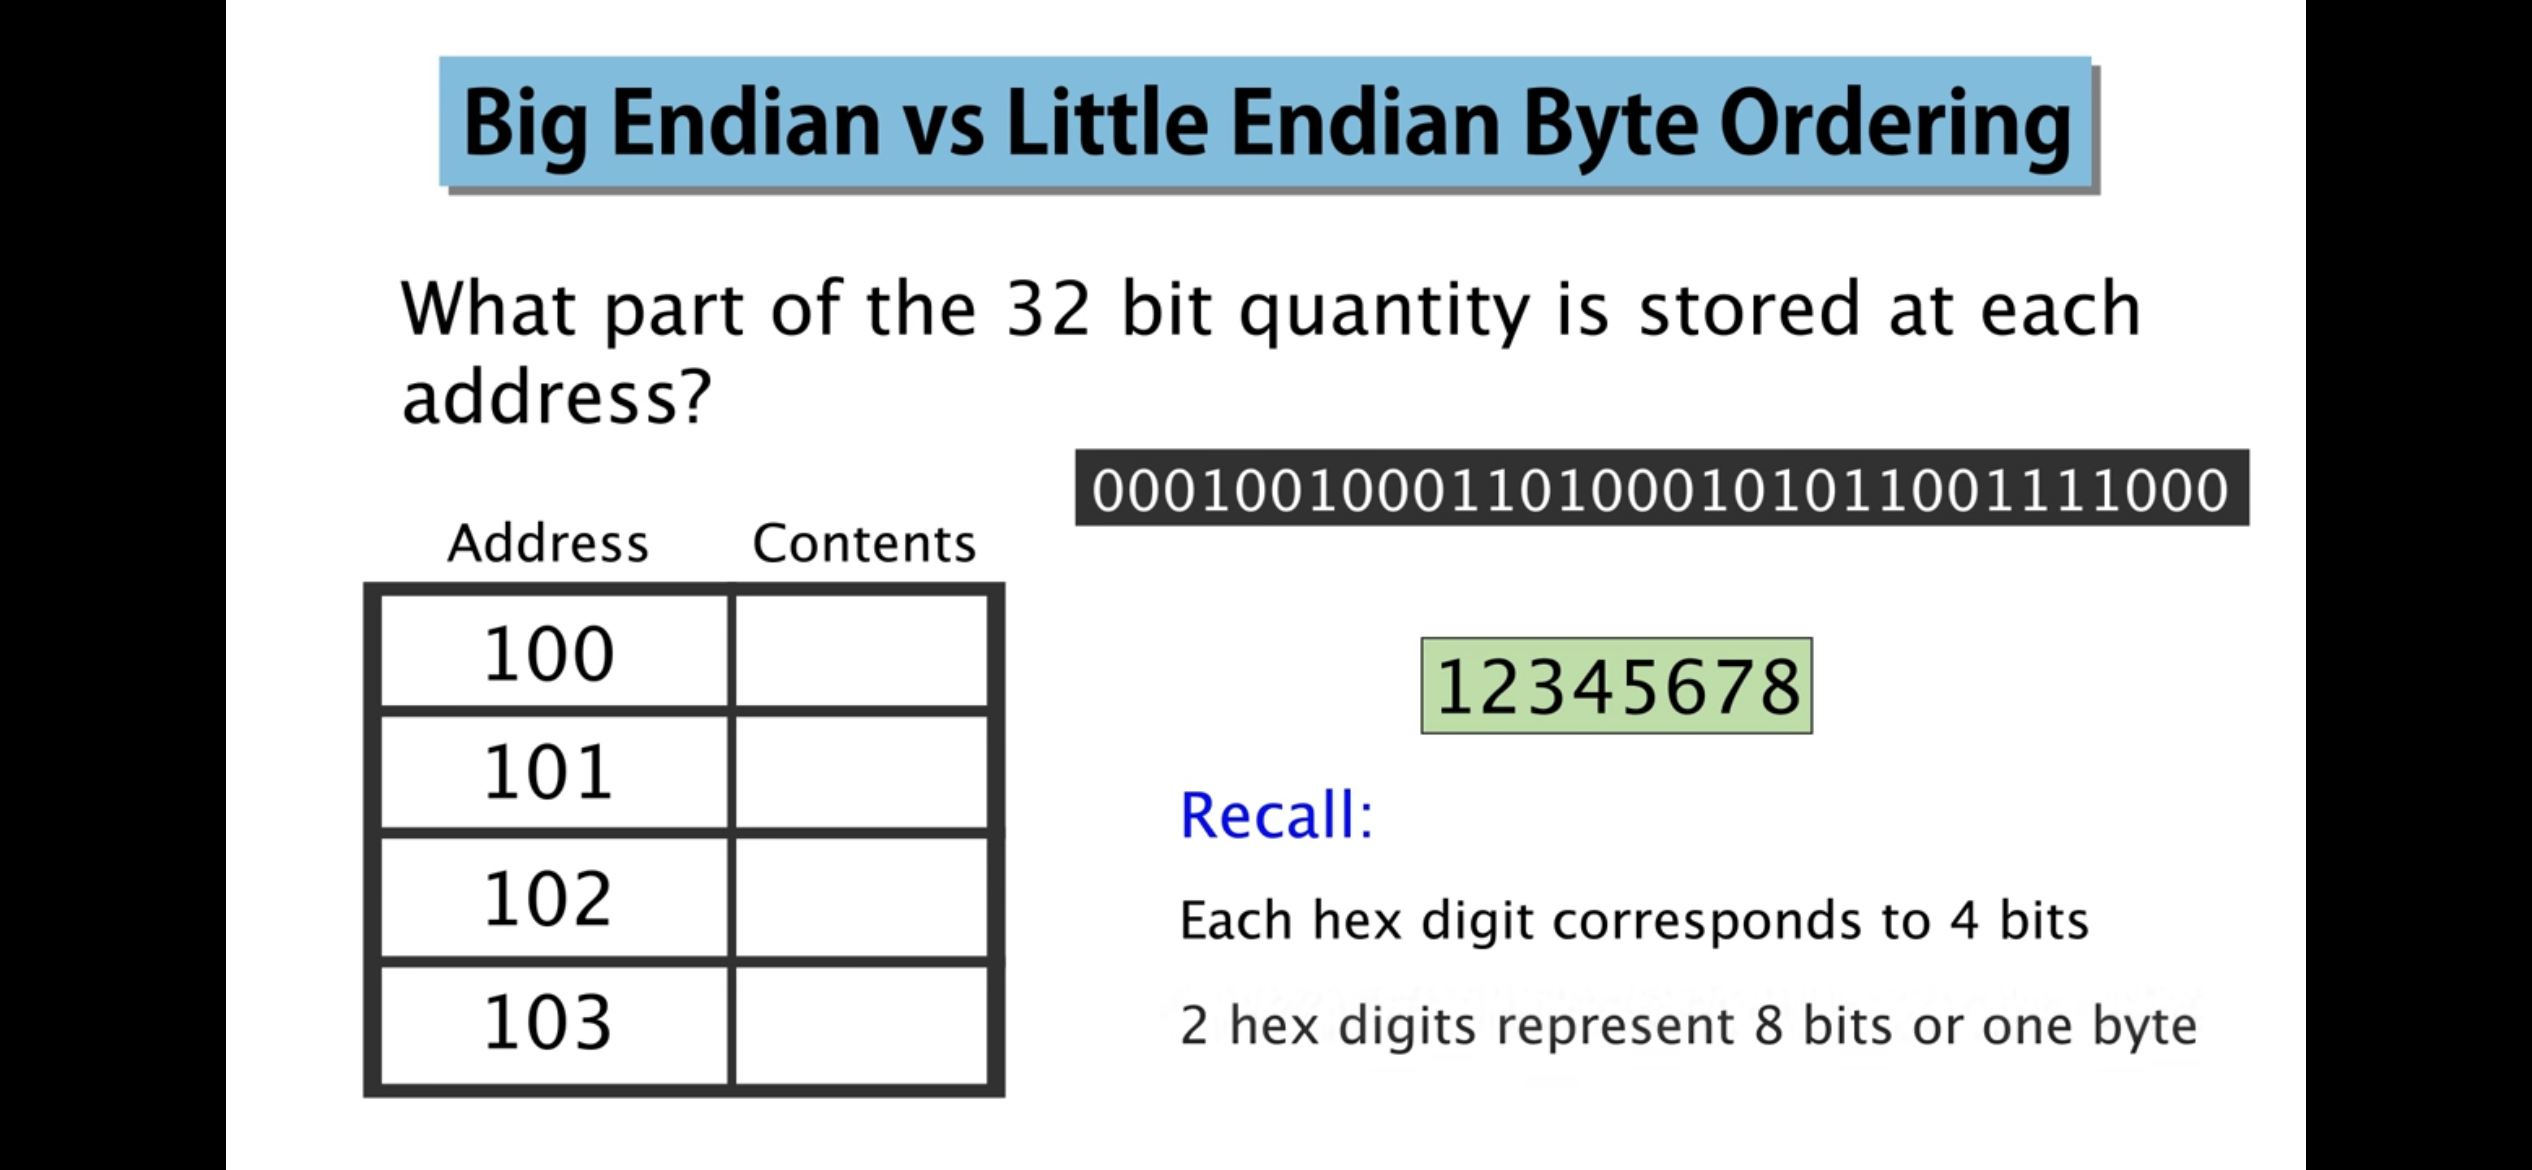 Big Endian vs Little Endian Byte Ordering
What part of the 32 bit quantity is stored at each
address?
00010010001101000101011001111000
Address Contents
100
101
102
103
12345678
Recall:
Each hex digit corresponds to 4 bits
2 hex digits represent 8 bits or one byte